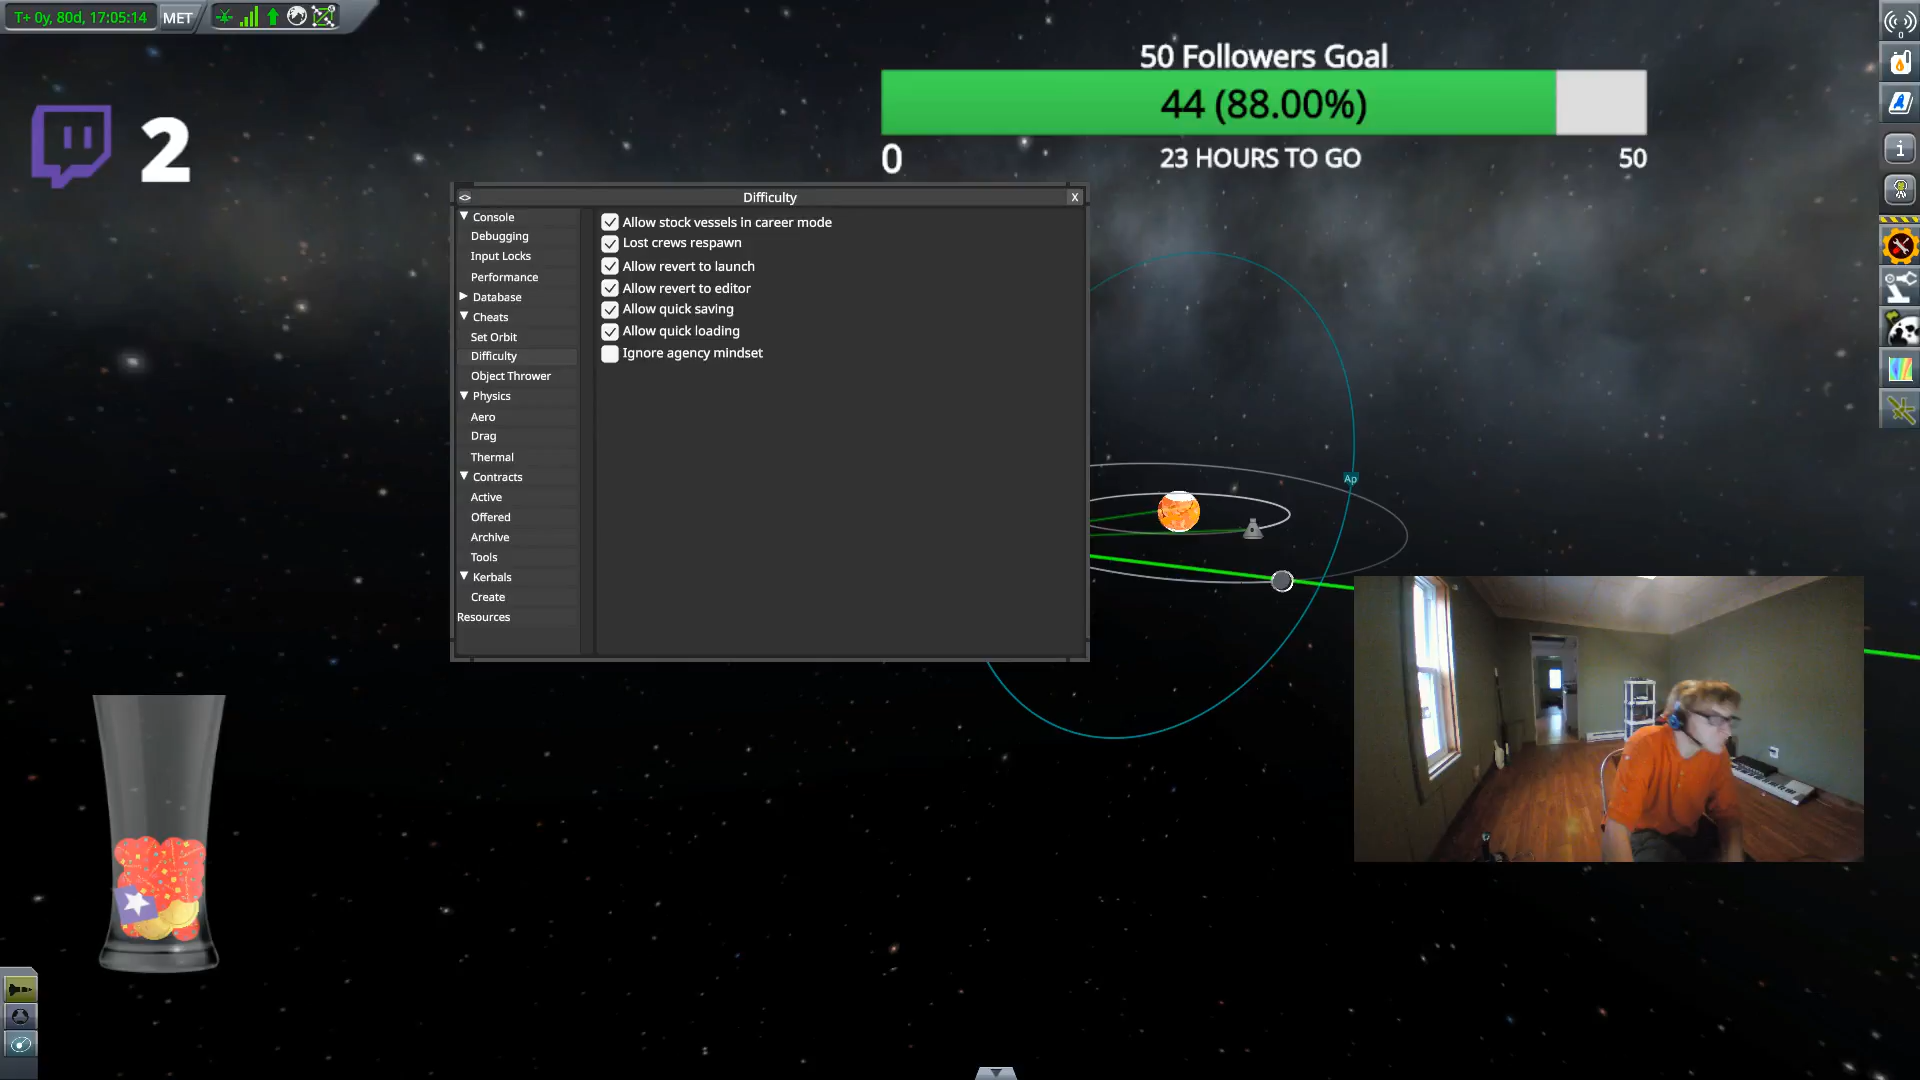 T+ 0y, 80d, 17:05:14 MET
2
50 Followers Goal
44 (88.00%)
0 23 HOURS TO GO 50
<> Difficulty X
Console
Debugging
Input Locks
Performance
Database
Cheats
Set Orbit
Difficulty
Object Thrower
Physics
Aero
Drag
Thermal
Contracts
Active
Offered
Archive
Tools
Kerbals
Create
Resources
Allow stock vessels in career mode
Lost crews respawn
Allow revert to launch
Allow revert to editor
Allow quick saving
Allow quick loading
Ignore agency mindset
Ap
0
i